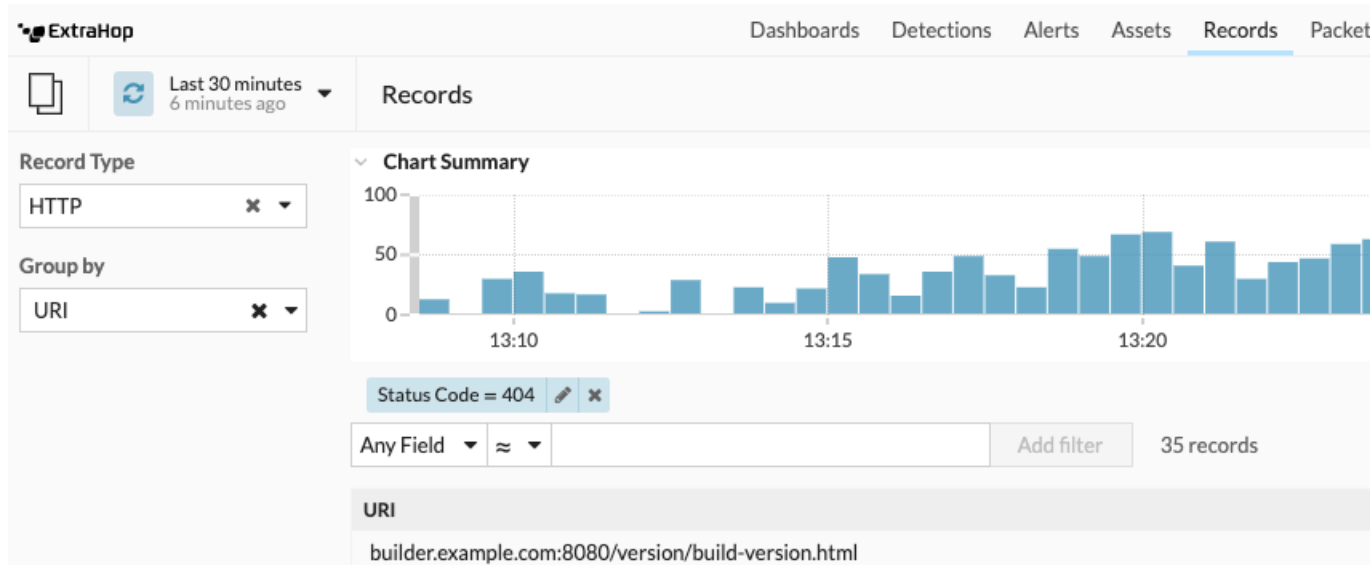 ExtraHop
Dashboards Detections Alerts Assets Records Packet
Last 30 minutes
6 minutes ago
Records
Record Type
HTTP
Group by
URI
Chart Summary
100
50
0
13:10 13:15 13:20
Status Code = 404
Any Field ≈ Add filter 35 records
URI
builder.example.com:8080/version/build-version.html